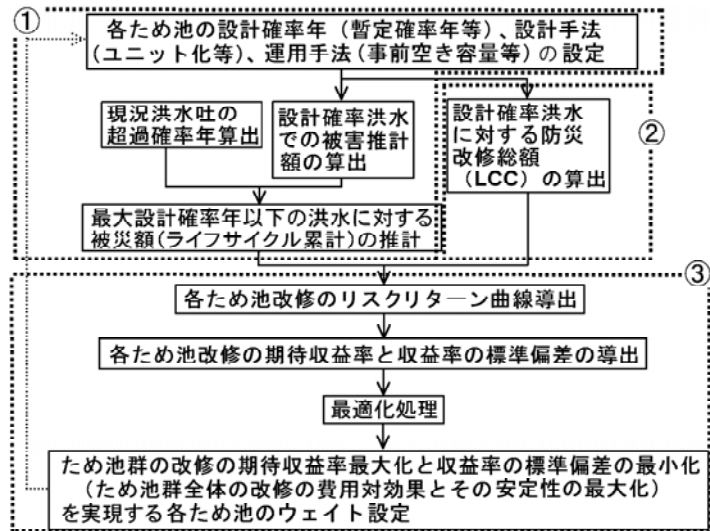 ①
各ため池の設計確率年（暫定確率年等）、設計手法
（ユニット化等）、運用手法（事前空き容量等）の設定
現況洪水吐の
超過確率年算出
設計確率洪水
での被害推計
額の算出
設計確率洪水
に対する防災
改修総額
（LCC）の算出
②
最大設計確率年以下の洪水に対する
被災額（ライフサイクル累計）の推計
③
各ため池改修のリスクリターン曲線導出
各ため池改修の期待収益率と収益率の標準偏差の導出
最適化処理
ため池群の改修の期待収益率最大化と収益率の標準偏差の最小化
（ため池群全体の改修の費用対効果とその安定性の最大化）
を実現する各ため池のウェイト設定